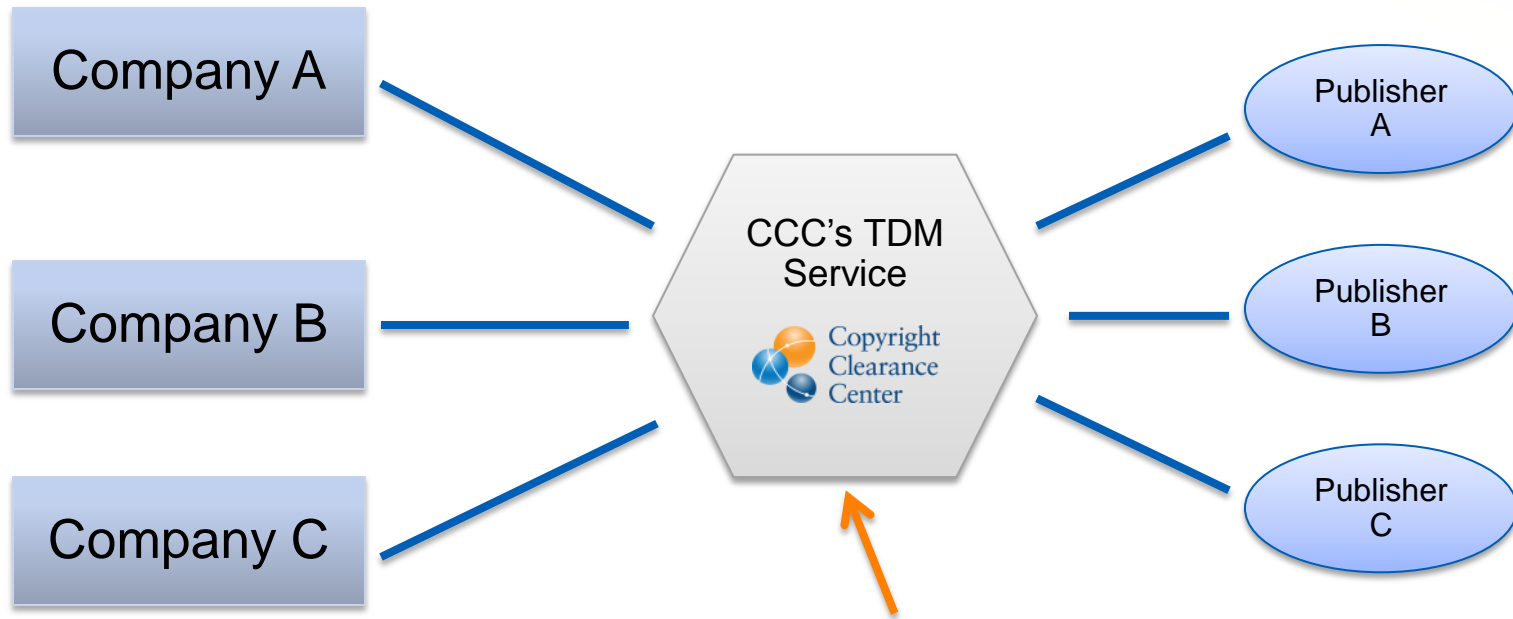 Company A
Company B
Company C
CCC’s TDM
Service
Copyright
Clearance
Center
Publisher
A
Publisher
B
Publisher
C